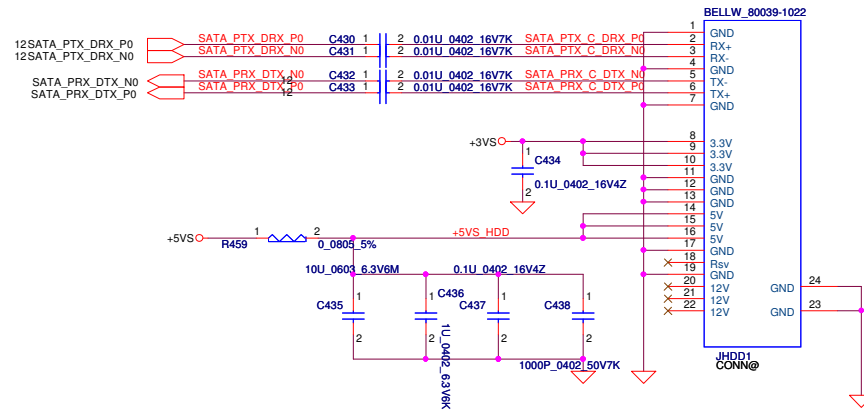 BELLW_80039-1022
12SATA_PTX_DRX_P0 SATA_PTX_DRX_P0 C430 1 2 0.01U_0402_16V7K SATA_PTX_C_DRX_P0 1 GND
12SATA_PTX_DRX_N0 SATA_PTX_DRX_N0 C431 1 2 0.01U_0402_16V7K SATA_PTX_C_DRX_N0 2 RX+
3 RX-
4 GND
SATA_PRX_DTX_N0 12 SATA_PRX_DTX_N0 C432 1 2 0.01U_0402_16V7K SATA_PRX_C_DTX_N0 5 TX-
SATA_PRX_DTX_P0 12 SATA_PRX_DTX_P0 C433 1 2 0.01U_0402_16V7K SATA_PRX_C_DTX_P0 6 TX+
7 GND
+3VS 8 3.3V
9 3.3V
1 C434 10 3.3V
11 GND
2 0.1U_0402_16V4Z 12 GND
13 GND
14 5V
15 5V
+5VS R459 1 2 0_0805_5% +5VS_HDD 16 5V
17 GND
18 Rsv
10U_0603_6.3V6M 0.1U_0402_16V4Z 19 GND
20 12V 24 GND
21 12V
22 12V 23 GND
C435 1 2 C436 1 2 C437 1 2 C438 1 2
1U_0402_6.3V6K
1000P_0402_50V7K
JHDD1
CONN@